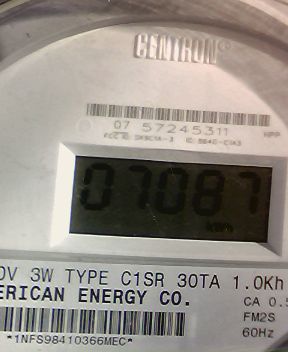 CENTRON®
07 57245311
HPP
07087
kWh
0V 3W TYPE C1SR 30TA 1.0Kh
ERICAN ENERGY CO.
CA 0.5
FM2S
60Hz
*1NFS98410366MEC*